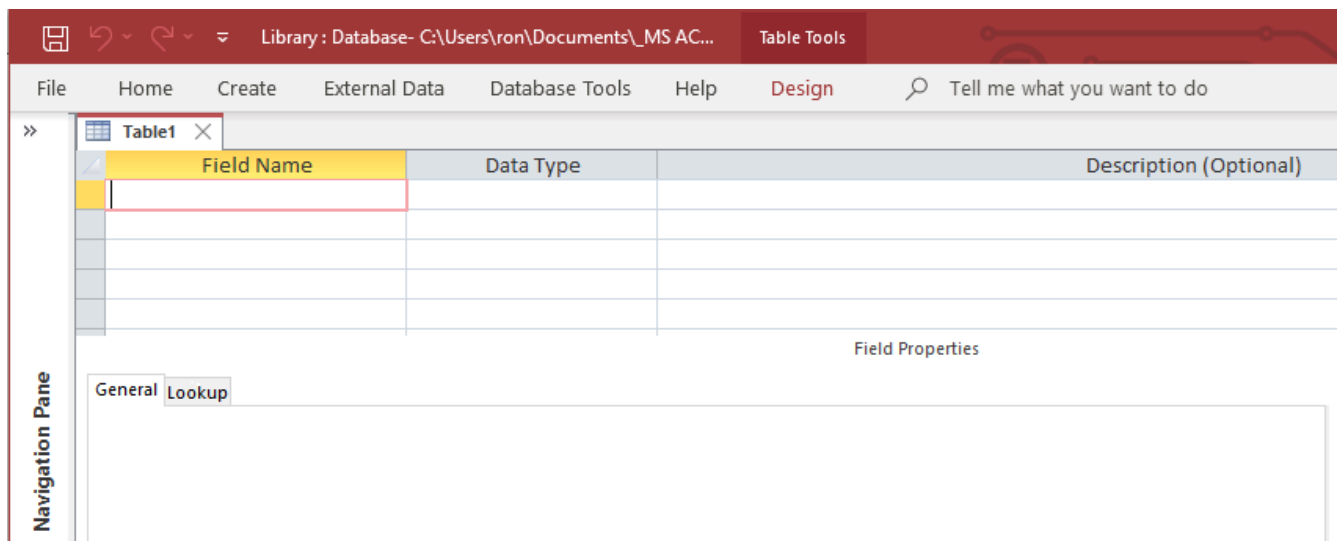 Library : Database- C:\Users\ron\Documents\_MS AC... Table Tools
File Home Create External Data Database Tools Help Design Tell me what you want to do
Table1
Field Name Data Type Description (Optional)
Field Properties
General Lookup
Navigation Pane